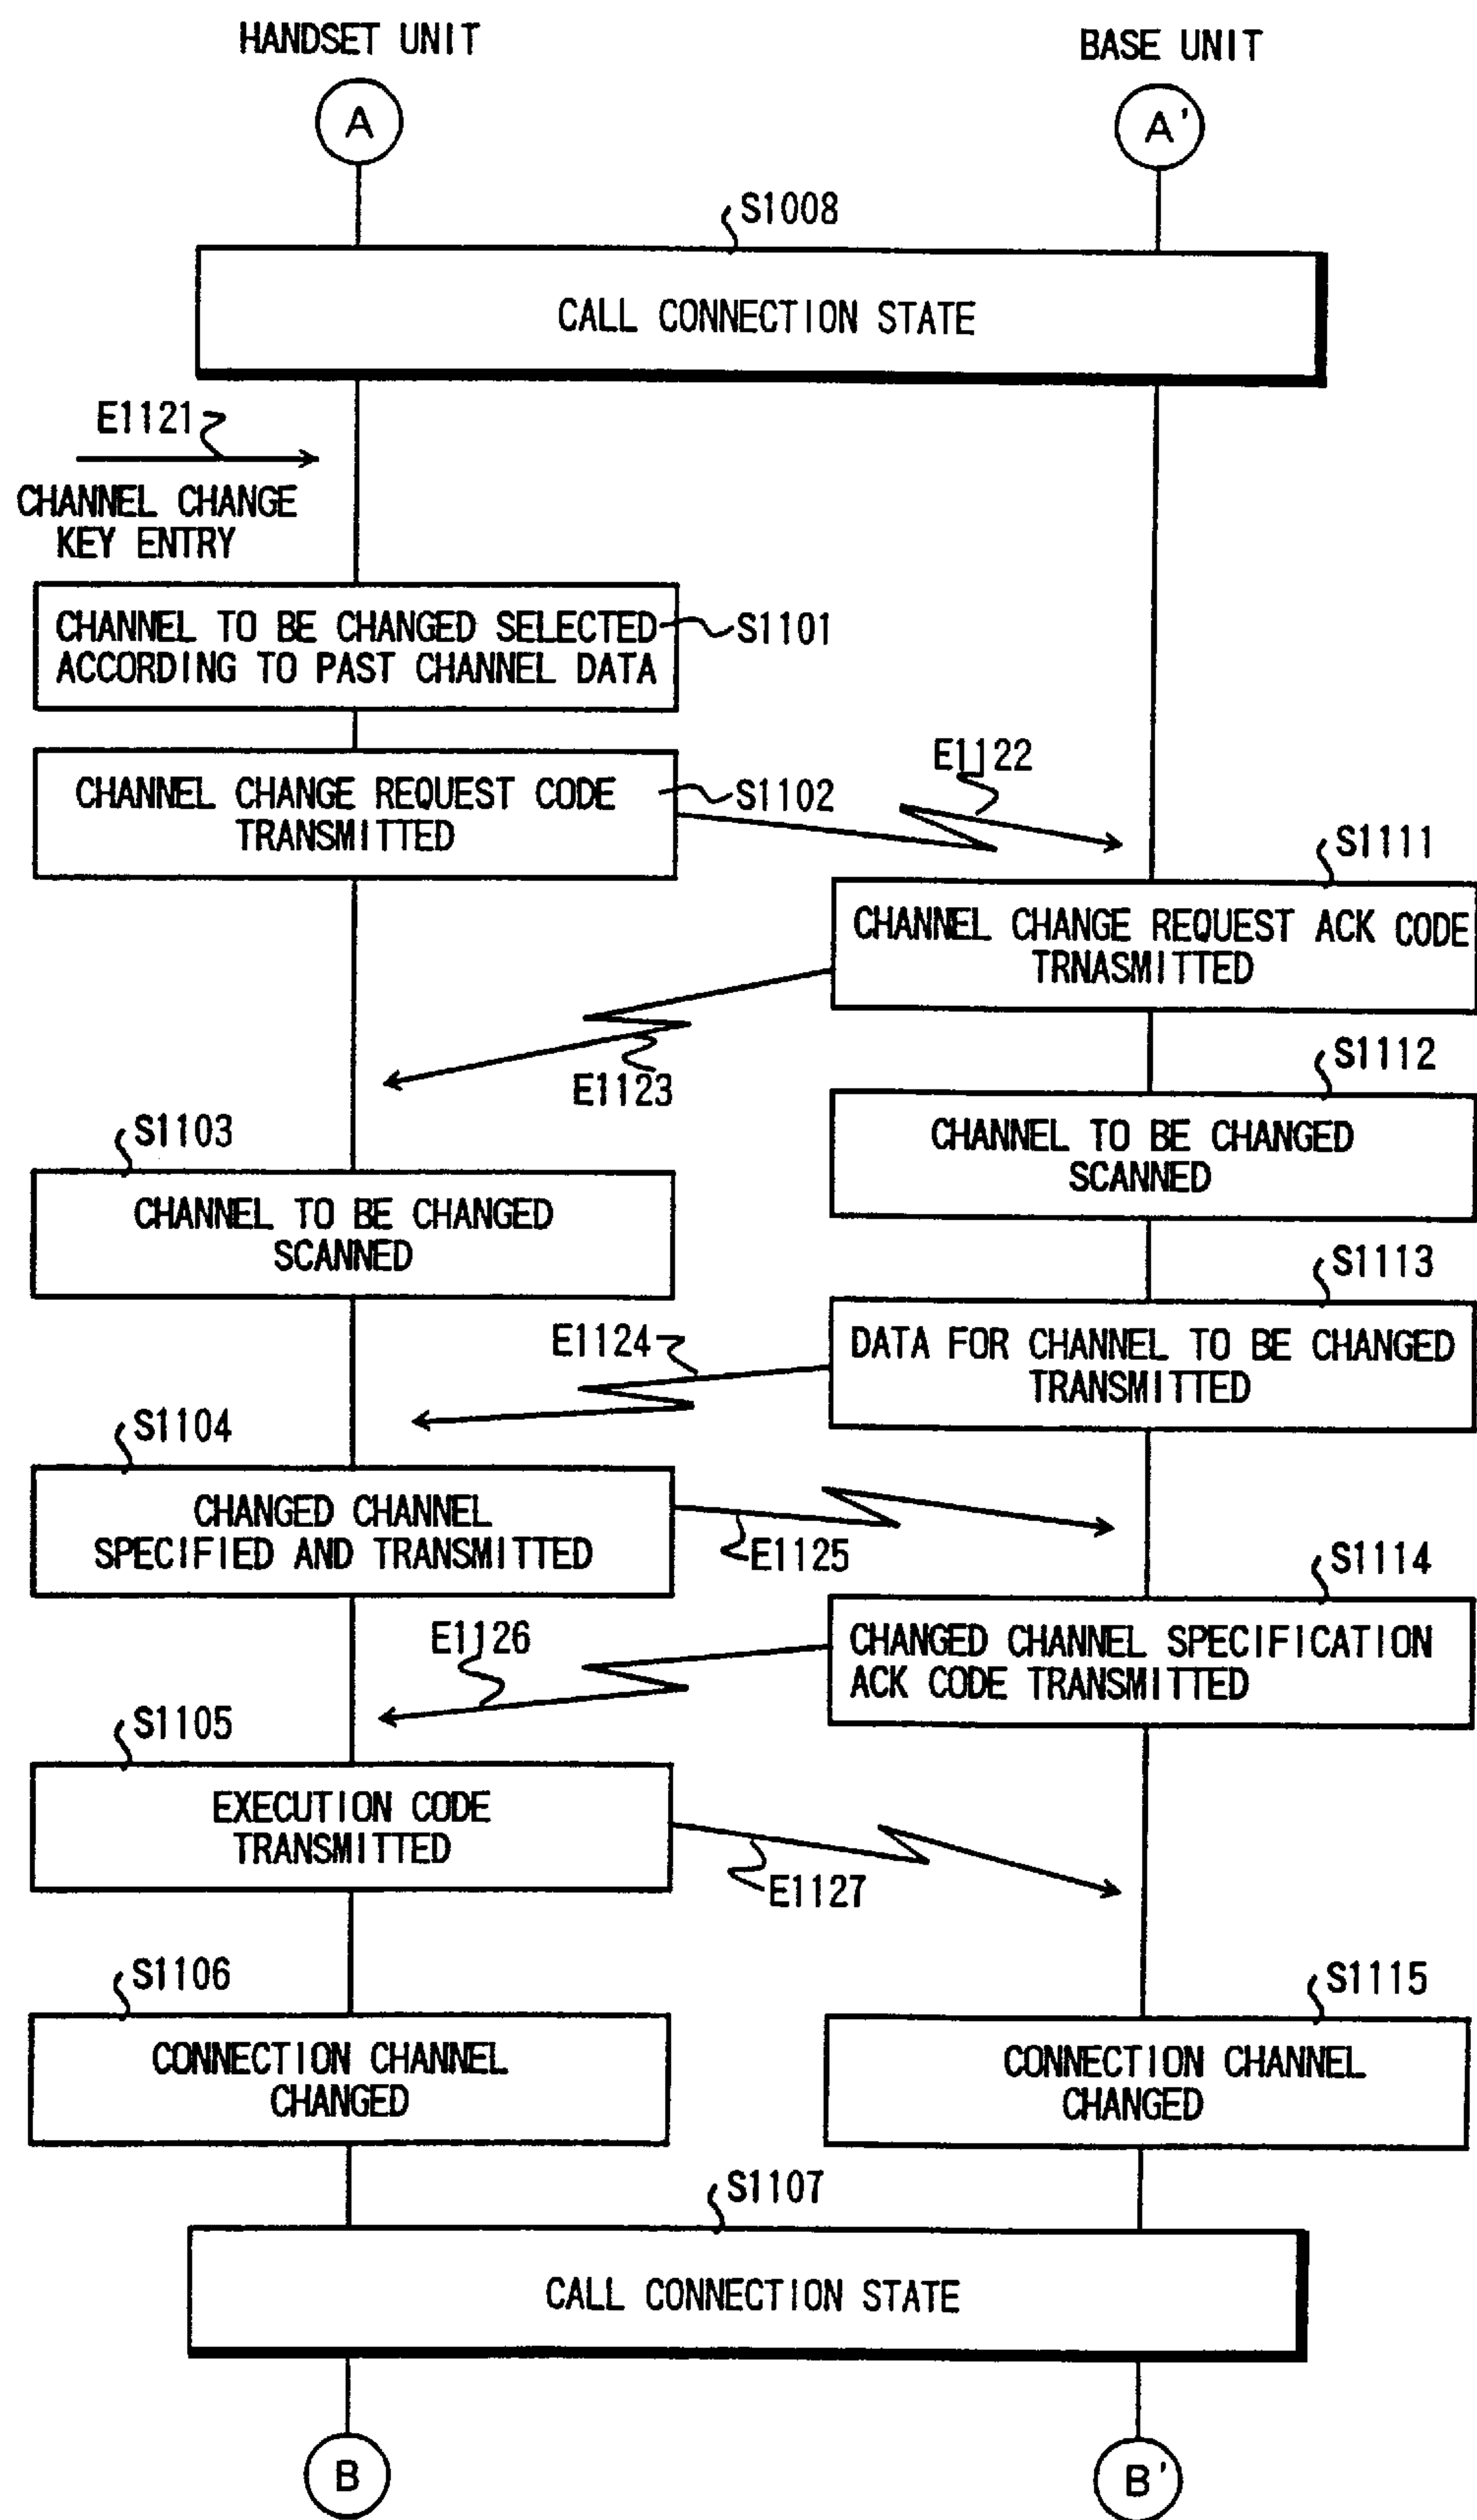 HANDSET UNIT
BASE UNIT
A
A'
S1008
CALL CONNECTION STATE
E1121
CHANNEL CHANGE
KEY ENTRY
CHANNEL TO BE CHANGED SELECTED
ACCORDING TO PAST CHANNEL DATA
S1101
E1122
CHANNEL CHANGE REQUEST CODE
TRANSMITTED
S1102
S1111
CHANNEL CHANGE REQUEST ACK CODE
TRNASMITTED
E1123
S1112
CHANNEL TO BE CHANGED
SCANNED
S1103
CHANNEL TO BE CHANGED
SCANNED
S1113
E1124
DATA FOR CHANNEL TO BE CHANGED
TRANSMITTED
S1104
CHANGED CHANNEL
SPECIFIED AND TRANSMITTED
E1125
S1114
E1126
CHANGED CHANNEL SPECIFICATION
ACK CODE TRANSMITTED
S1105
EXECUTION CODE
TRANSMITTED
E1127
S1106
S1115
CONNECTION CHANNEL
CHANGED
CONNECTION CHANNEL
CHANGED
S1107
CALL CONNECTION STATE
B
B'